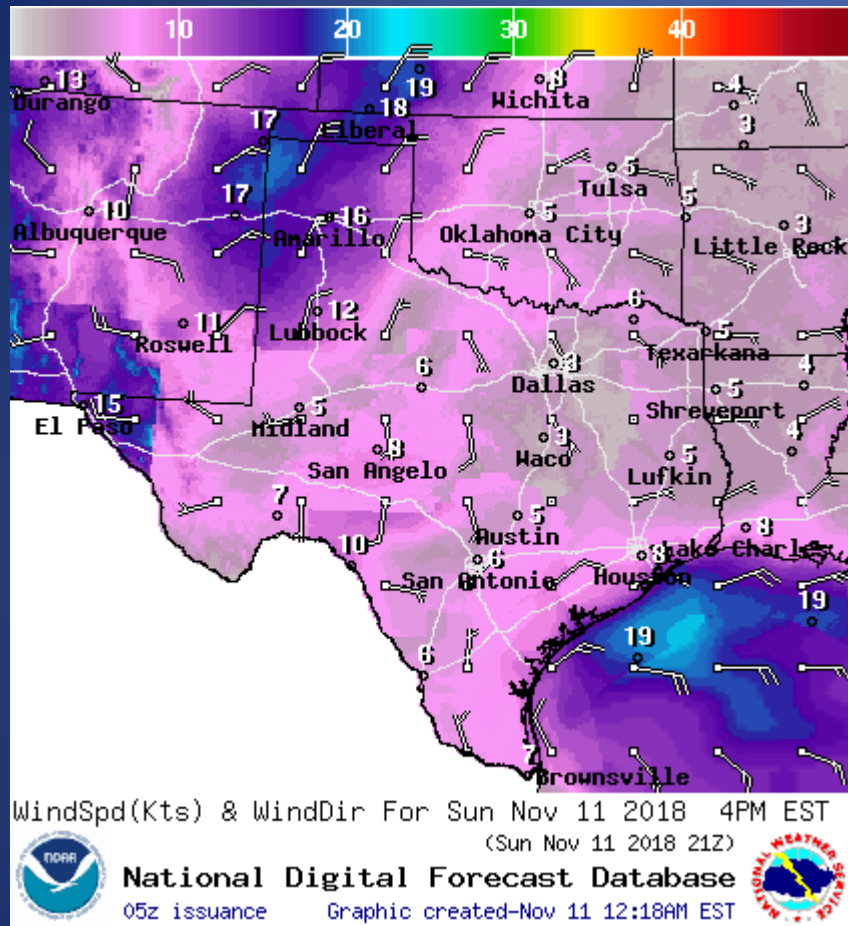 10 20 30 40
13 19 8 4
Durango Wichita
18
Liberal
17 3
5
Tulsa
10 17 16 5 5 3
Albuquerque Amarillo Oklahoma City Little Rock
11 12 6 5
Roswell Lubbock Texarkana
3
6 Dallas 5 4
15 5 Shreveport
El Paso Midland
8 3 4
San Angelo Waco 5
Lufkin
7 5 8
Austin Lake Charles
10 6 8
San Antonio Houston
19
19
6
7
Brownsville
WindSpd(Kts) & WindDir For Sun Nov 11 2018 4PM EST
(Sun Nov 11 2018 21Z)
NOAA
National Digital Forecast Database
NATIONAL WEATHER SERVICE
05z issuance Graphic created-Nov 11 12:18AM EST